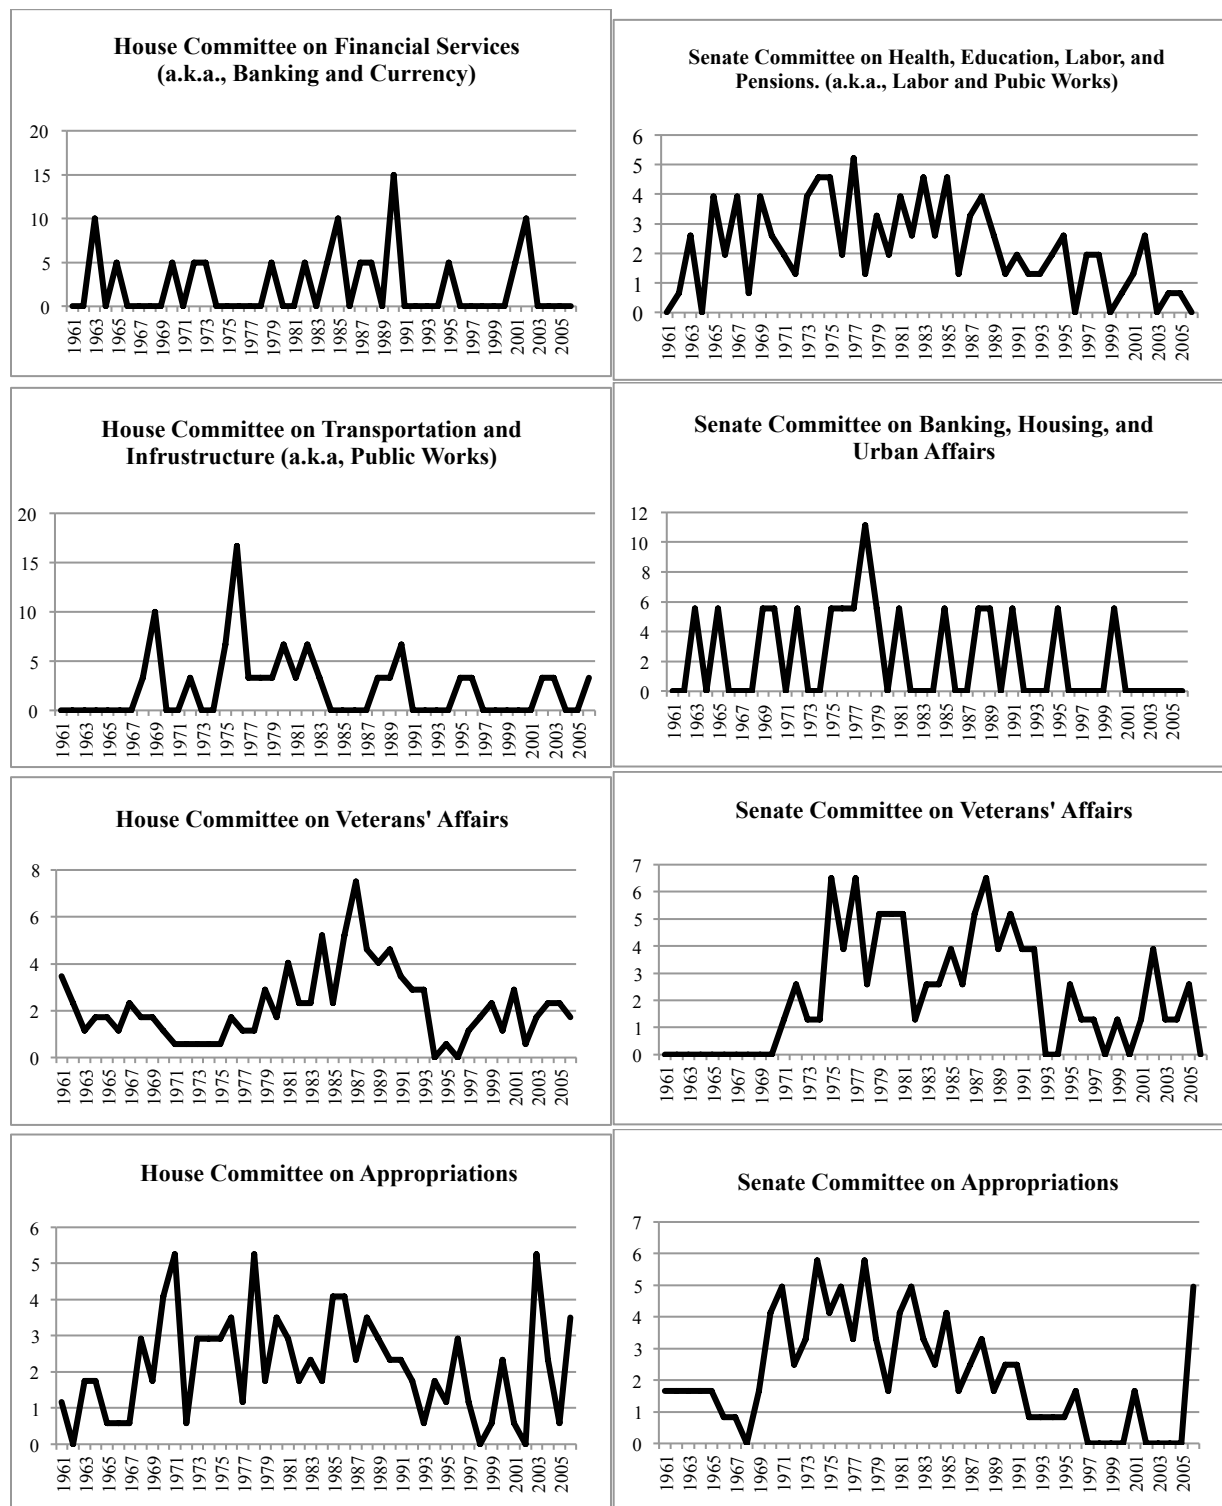 House Committee on Financial Services
(a.k.a., Banking and Currency)
20
15
10
5
0
1961 1963 1965 1967 1969 1971 1973 1975 1977 1979 1981 1983 1985 1987 1989 1991 1993 1995 1997 1999 2001 2003 2005
Senate Committee on Health, Education, Labor, and
Pensions. (a.k.a., Labor and Pubic Works)
6
5
4
3
2
1
0
1961 1963 1965 1967 1969 1971 1973 1975 1977 1979 1981 1983 1985 1987 1989 1991 1993 1995 1997 1999 2001 2003 2005
House Committee on Transportation and
Infrustructure (a.k.a, Public Works)
20
15
10
5
0
1961 1963 1965 1967 1969 1971 1973 1975 1977 1979 1981 1983 1985 1987 1989 1991 1993 1995 1997 1999 2001 2003 2005
Senate Committee on Banking, Housing, and
Urban Affairs
12
10
8
6
4
2
0
1961 1963 1965 1967 1969 1971 1973 1975 1977 1979 1981 1983 1985 1987 1989 1991 1993 1995 1997 1999 2001 2003 2005
House Committee on Veterans' Affairs
8
6
4
2
0
1961 1963 1965 1967 1969 1971 1973 1975 1977 1979 1981 1983 1985 1987 1989 1991 1993 1995 1997 1999 2001 2003 2005
Senate Committee on Veterans' Affairs
7
6
5
4
3
2
1
0
1961 1963 1965 1967 1969 1971 1973 1975 1977 1979 1981 1983 1985 1987 1989 1991 1993 1995 1997 1999 2001 2003 2005
House Committee on Appropriations
6
5
4
3
2
1
0
1961 1963 1965 1967 1969 1971 1973 1975 1977 1979 1981 1983 1985 1987 1989 1991 1993 1995 1997 1999 2001 2003 2005
Senate Committee on Appropriations
7
6
5
4
3
2
1
0
1961 1963 1965 1967 1969 1971 1973 1975 1977 1979 1981 1983 1985 1987 1989 1991 1993 1995 1997 1999 2001 2003 2005